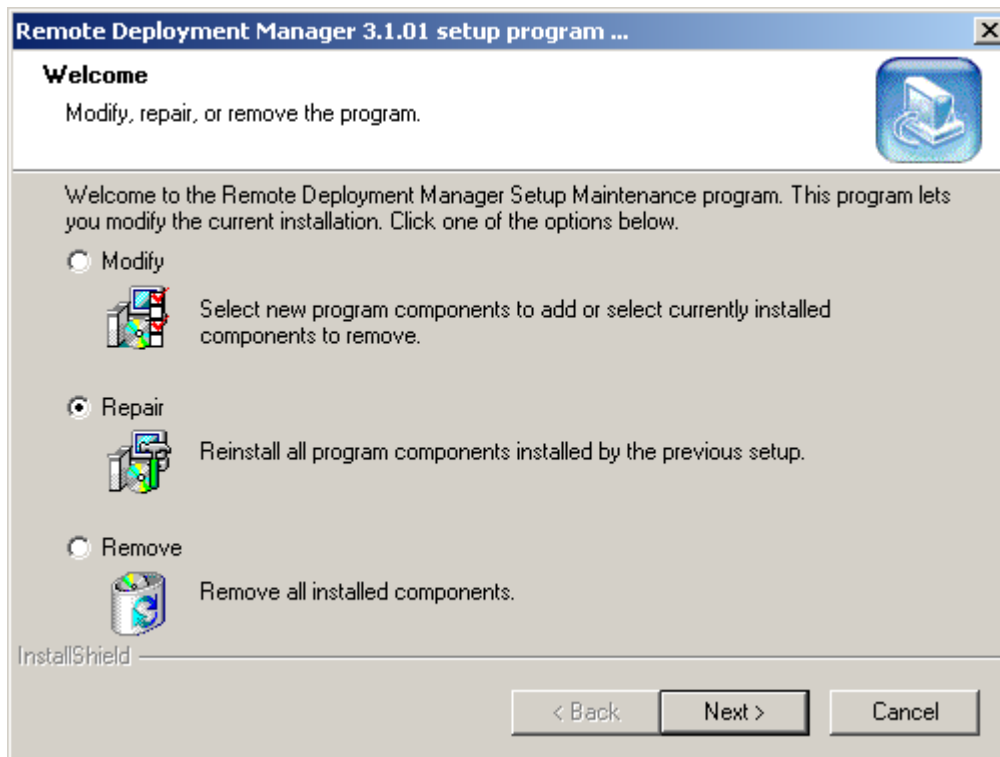 Remote Deployment Manager 3.1.01 setup program ...
Welcome
Modify, repair, or remove the program.
Welcome to the Remote Deployment Manager Setup Maintenance program. This program lets
you modify the current installation. Click one of the options below.
Modify
Select new program components to add or select currently installed
components to remove.
Repair
Reinstall all program components installed by the previous setup.
Remove
Remove all installed components.
InstallShield
< Back
Next >
Cancel